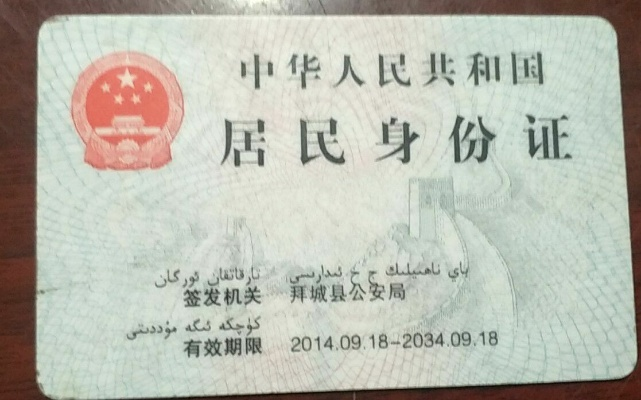 中华人民共和国
居民身份证
تارقاتقان ئورگان باي ناھىيىلىك ج خ ئىدارىسى
签发机关 拜城县公安局
كۈچكە ئىگە مۇددىتى
有效期限 2014.09.18-2034.09.18